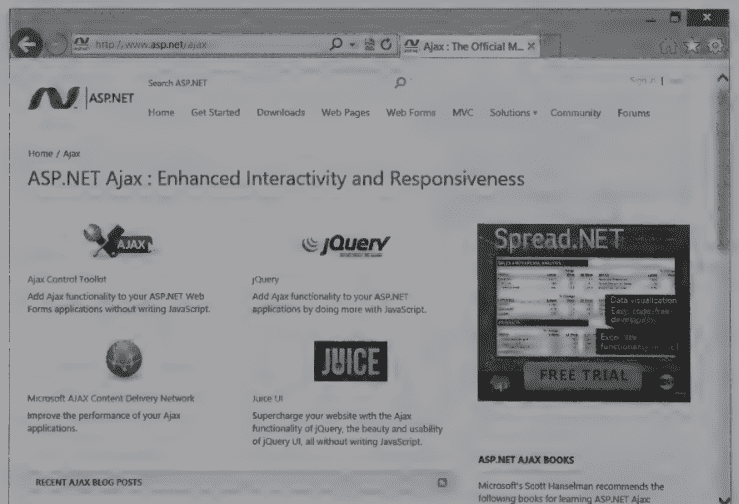 http://www.asp.net/ajax
Ajax : The Official M...
Search ASP.NET
Sign In |
ASP.NET
Home Get Started Downloads Web Pages Web Forms MVC Solutions Community Forums
Home / Ajax
ASP.NET Ajax : Enhanced Interactivity and Responsiveness
AJAX
Ajax Control Toolkit
Add Ajax functionality to your ASP.NET Web
Forms applications without writing JavaScript.
jQuery
jQuery
Add Ajax functionality to your ASP.NET
applications by doing more with JavaScript.
Microsoft AJAX Content Delivery Network
Improve the performance of your Ajax
applications.
JUICE
Juice UI
Supercharge your website with the Ajax
functionality of jQuery, the beauty and usability
of jQuery UI, all without writing JavaScript.
Spread.NET
Data visualization
FREE TRIAL
ASP.NET AJAX BOOKS
Microsoft's Scott Hanselman recommends the
following books for learning ASP.NET Ajax:
RECENT AJAX BLOG POSTS